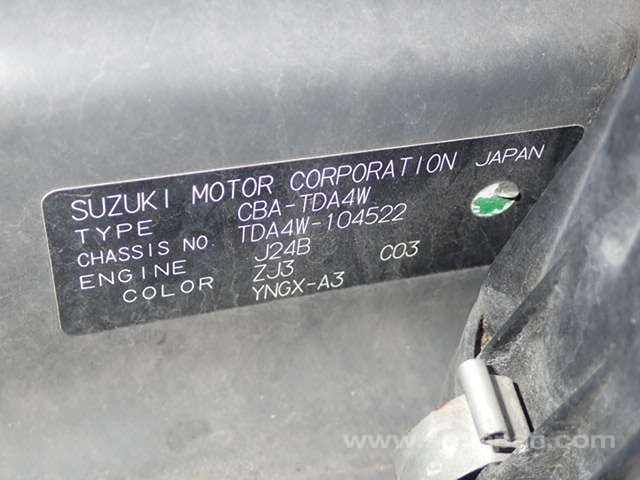 SUZUKI MOTOR CORPORATION JAPAN
TYPE CBA-TDA4W
CHASSIS NO. TDA4W-104522
ENGINE J24B
COLOR ZJ3 C03
YNGX-A3